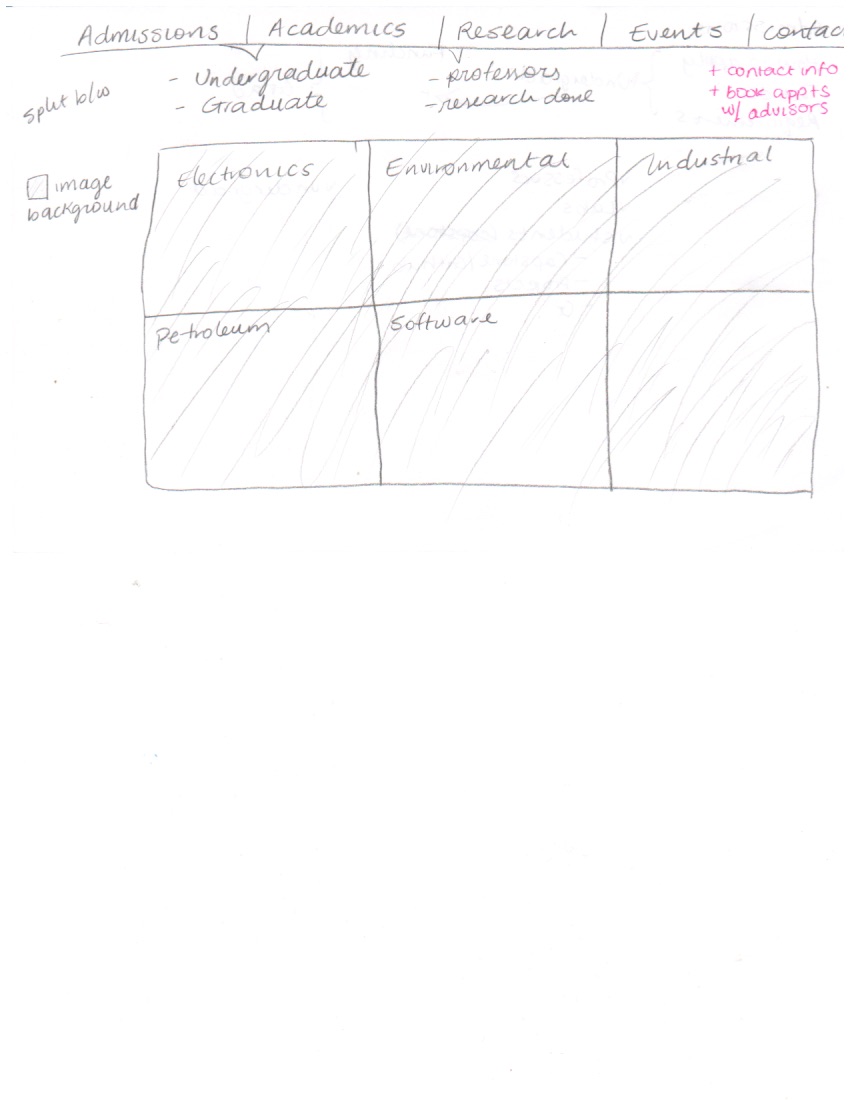 Admissions | Academics | Research | Events | Contac
Split b/w
- Undergraduate
- Graduate
- professors
- research done
+ contact info
+ book appts
w/ advisors
image
background
Electronics
Environmental
Industrial
Petroleum
Software